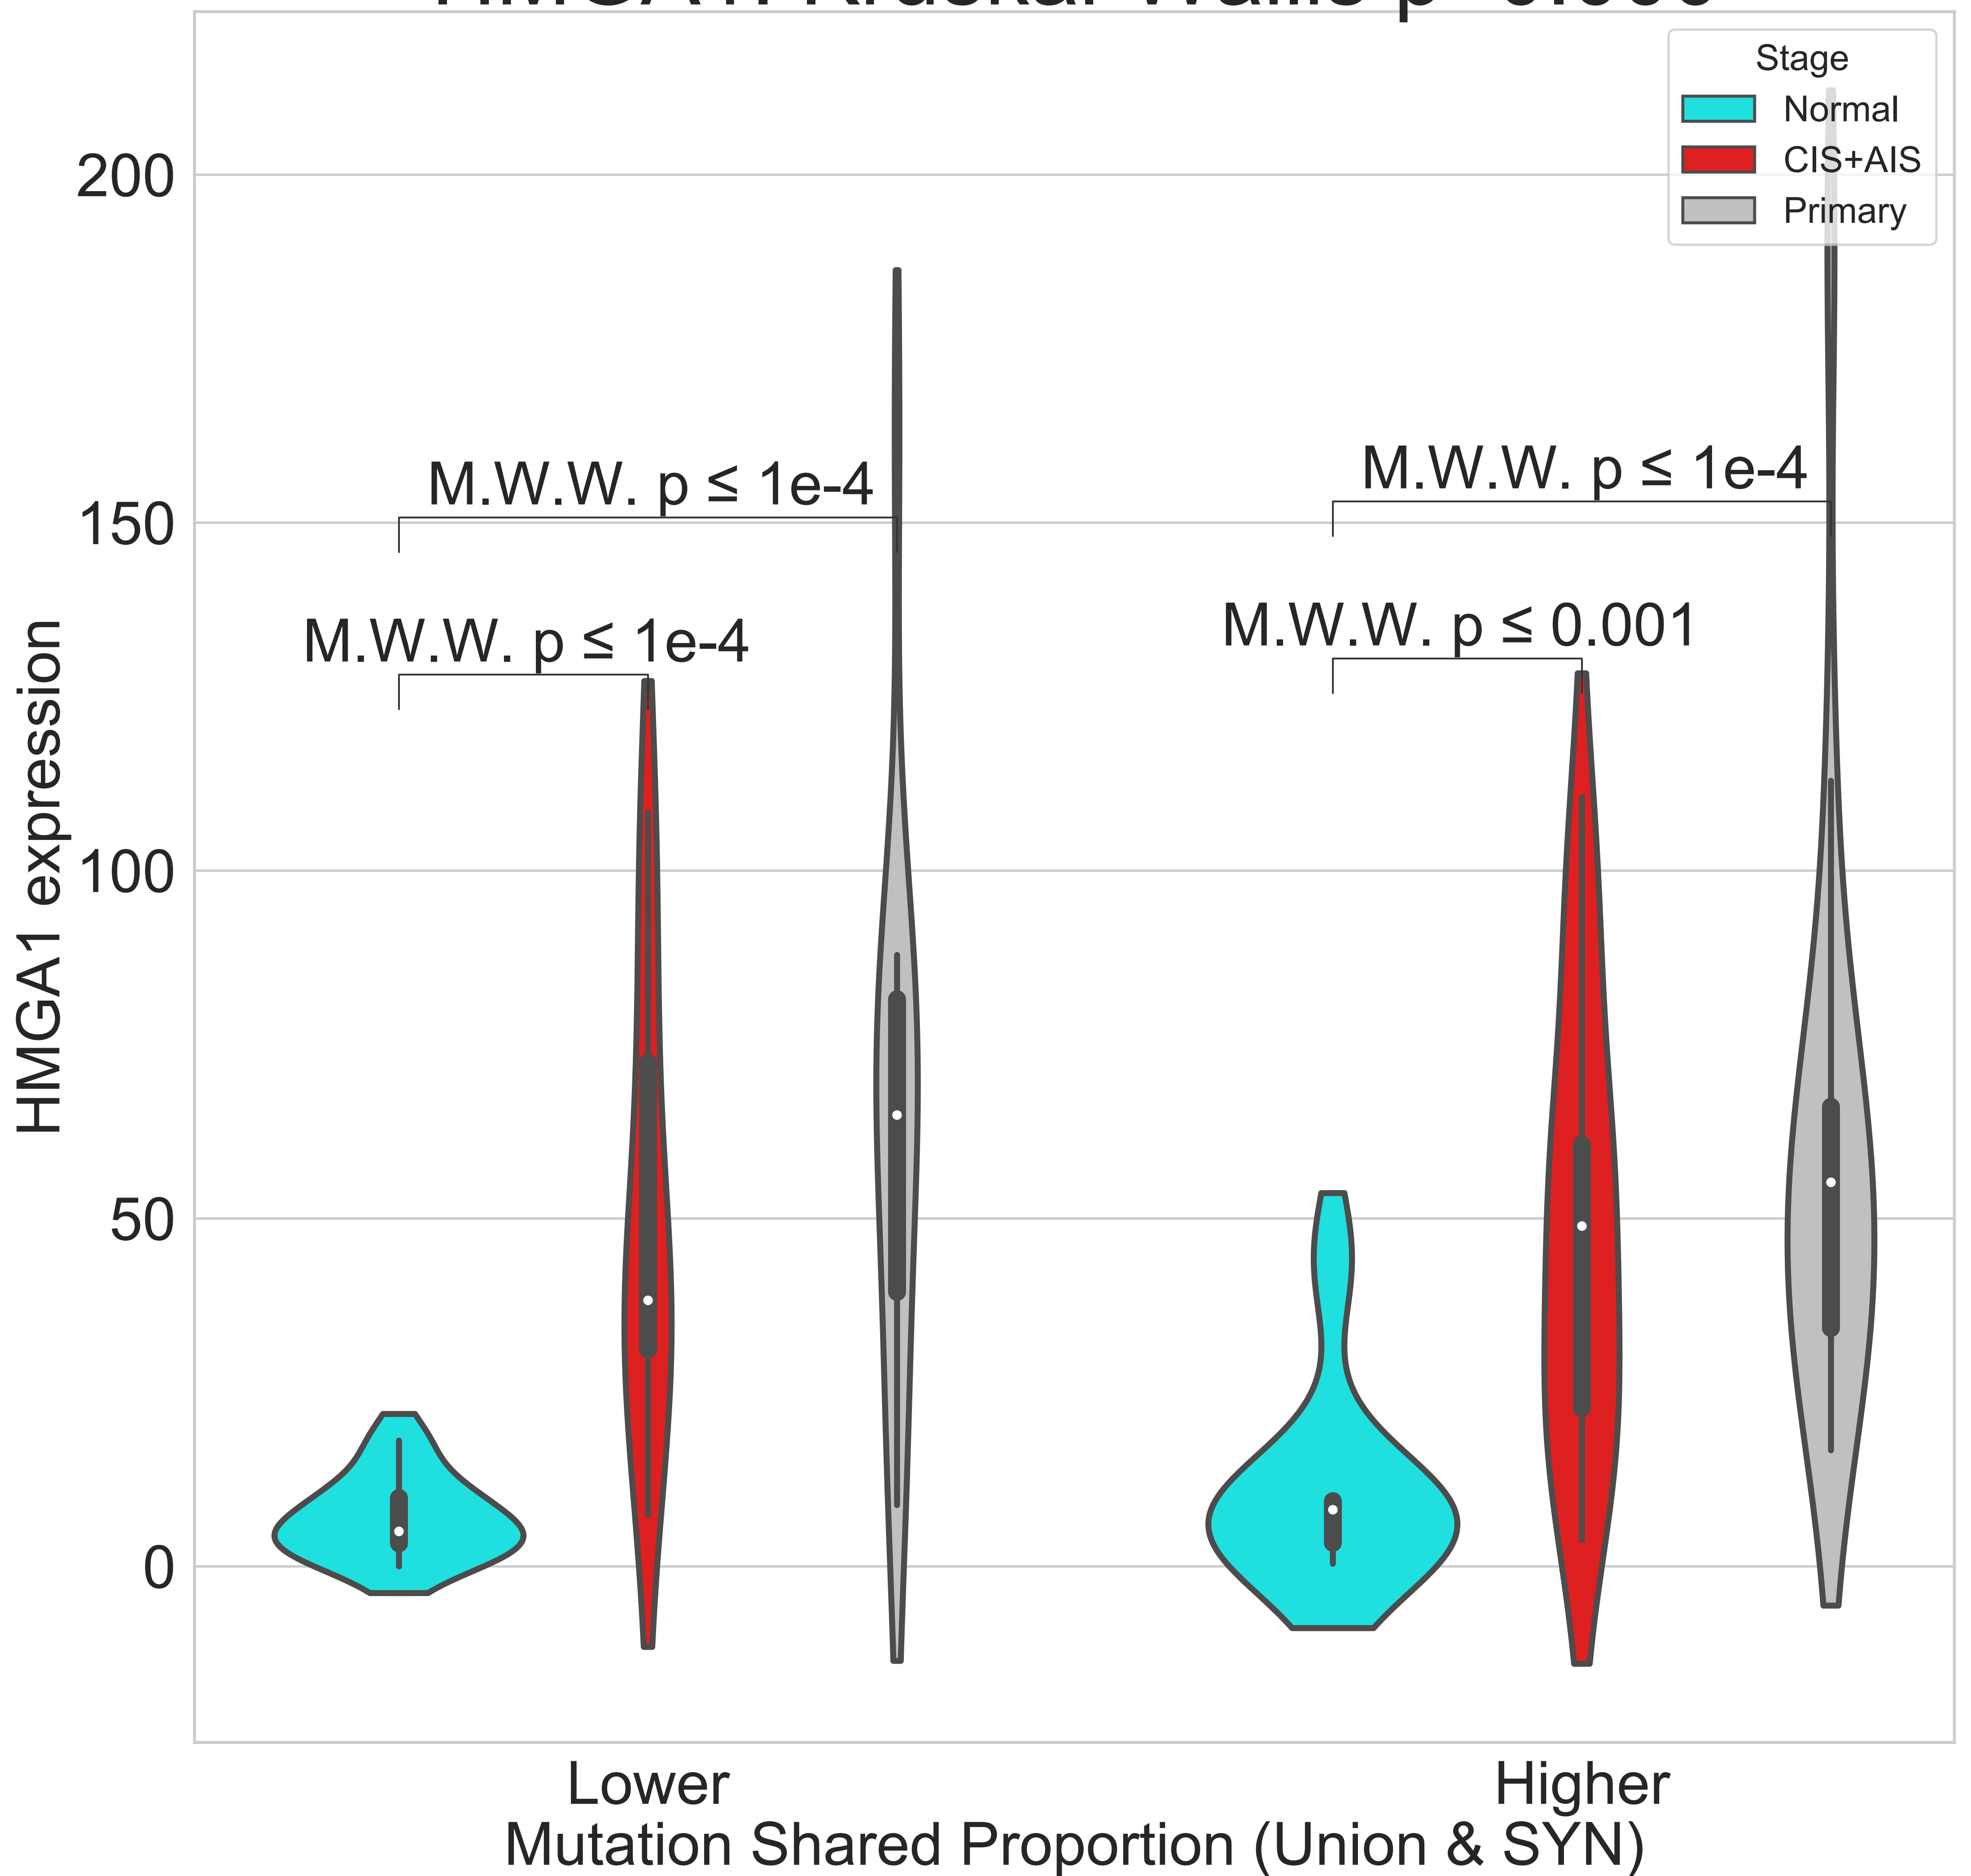 Stage
Normal
CIS+AIS
Primary
200
150
100
50
0
HMGA1 expression
M.W.W. p ≤ 1e-4
M.W.W. p ≤ 1e-4
M.W.W. p ≤ 1e-4
M.W.W. p ≤ 0.001
Lower
Higher
Mutation Shared Proportion (Union & SYN)